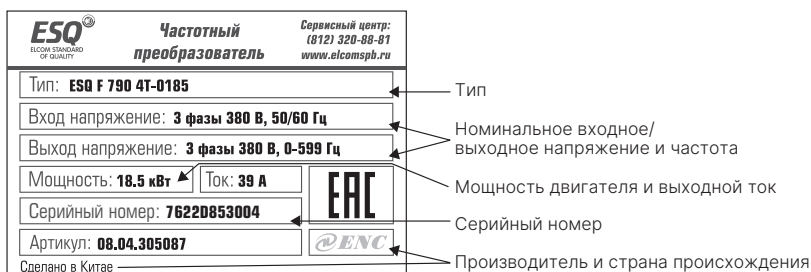 ESQ®
ELCOM STANDARD
OF QUALITY
Частотный
преобразователь
Сервисный центр:
(812) 320-88-81
www.elcomspb.ru
Тип: ESQ F 790 4T-0185
Вход напряжение: 3 фазы 380 В, 50/60 Гц
Выход напряжение: 3 фазы 380 В, 0-599 Гц
Мощность: 18.5 кВт
Ток: 39 А
Серийный номер: 7622D853004
EAC
Артикул: 08.04.305087
ENC
Сделано в Китае
Тип
Номинальное входное/
выходное напряжение и частота
Мощность двигателя и выходной ток
Серийный номер
Производитель и страна происхождения